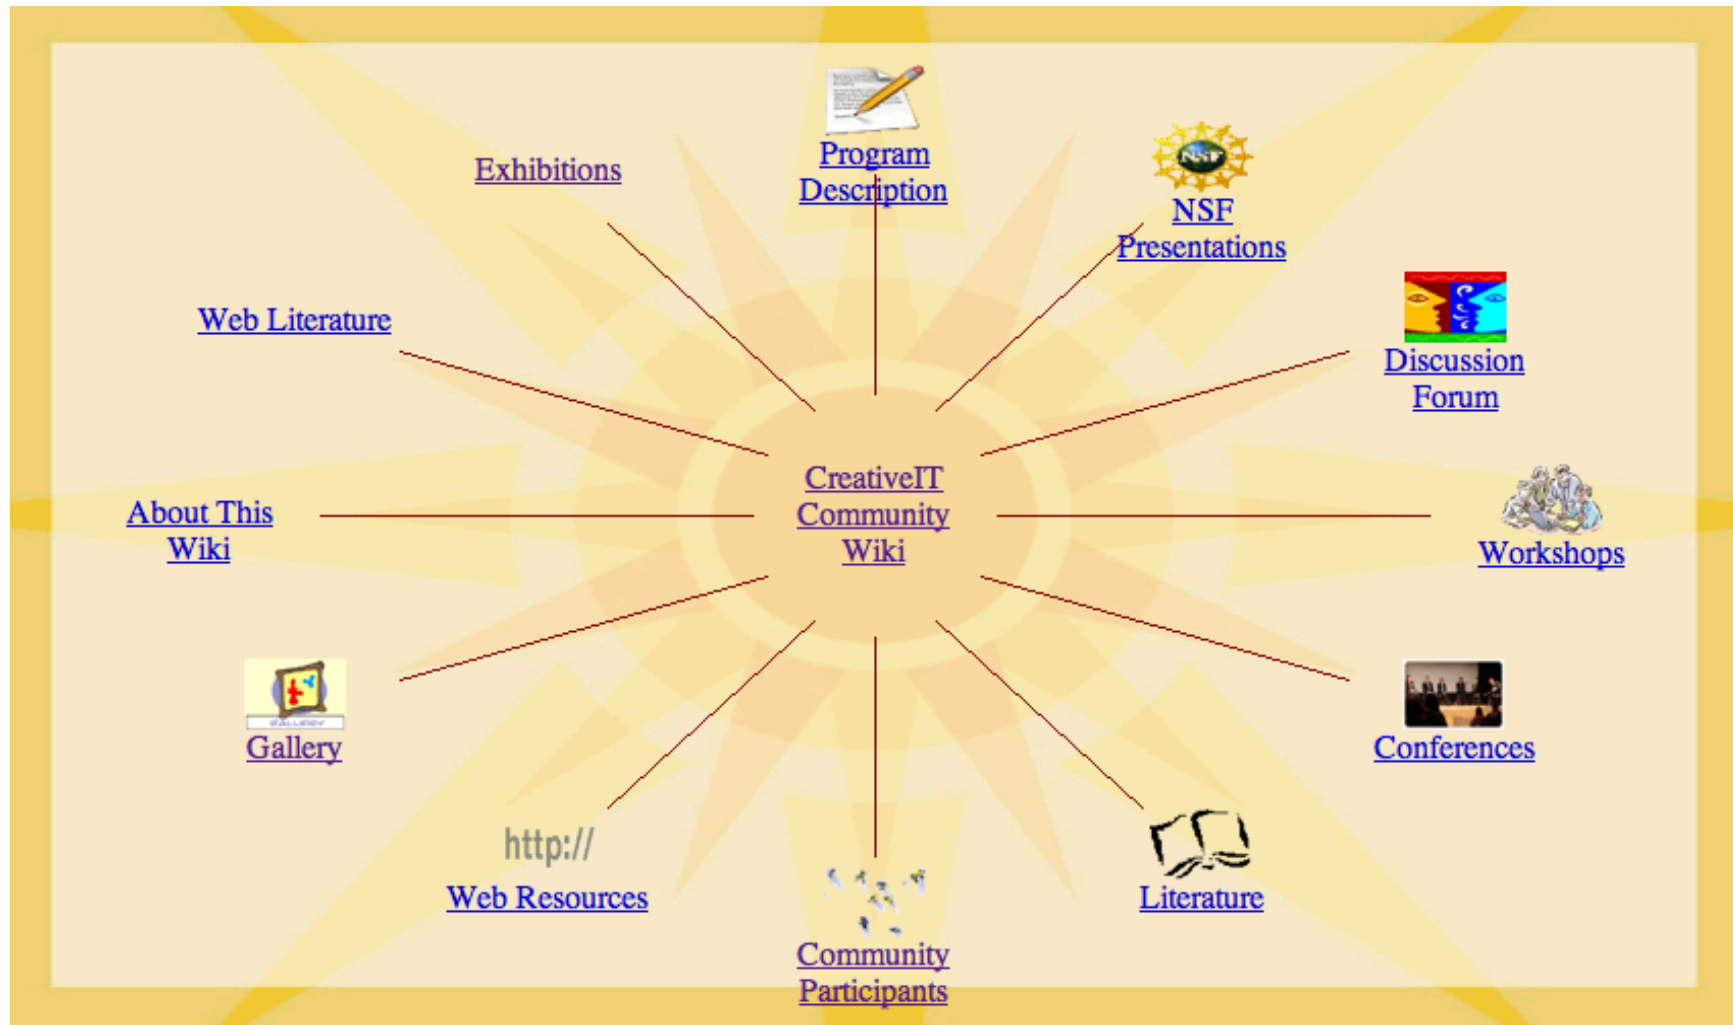 Program
Description
Exhibitions
NSF
NSF
Presentations
Web Literature
Discussion
Forum
CreativeIT
Community
Wiki
About This
Wiki
Workshops
GALLERY
Gallery
Conferences
http://
Web Resources
Literature
Community
Participants